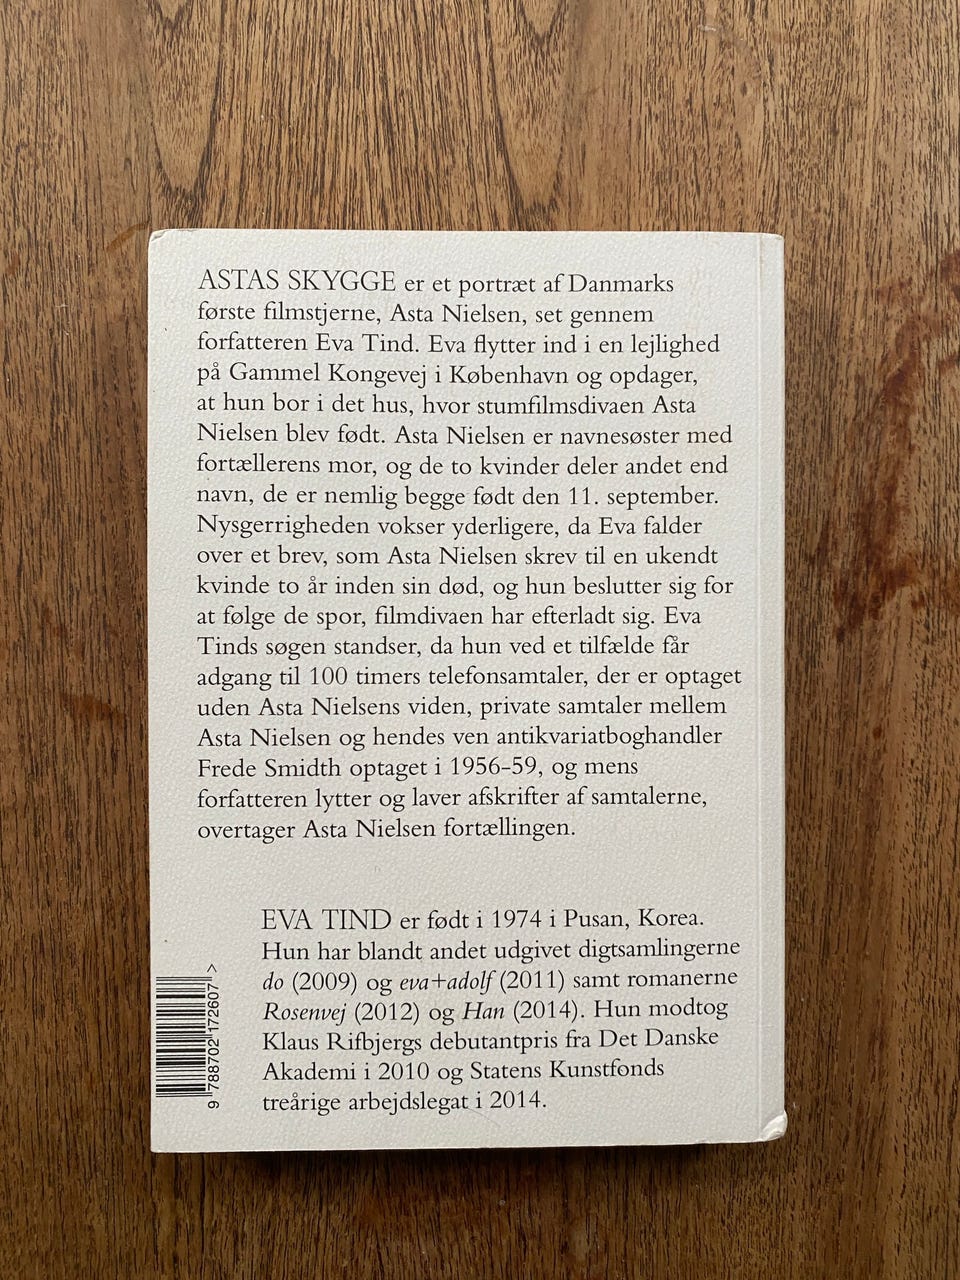 ASTAS SKYGGE er et portræt af Danmarks
første filmstjerne, Asta Nielsen, set gennem
forfatteren Eva Tind. Eva flytter ind i en lejlighed
på Gammel Kongevej i København og opdager,
at hun bor i det hus, hvor stumfilmsdivaen Asta
Nielsen blev født. Asta Nielsen er navnesøster med
fortællerens mor, og de to kvinder deler andet end
navn, de er nemlig begge født den 11. september.
Nysgerrigheden vokser yderligere, da Eva falder
over et brev, som Asta Nielsen skrev til en ukendt
kvinde to år inden sin død, og hun beslutter sig for
at følge de spor, filmdivaen har efterladt sig. Eva
Tinds søgen standser, da hun ved et tilfælde får
adgang til 100 timers telefonsamtaler, der er optaget
uden Asta Nielsens viden, private samtaler mellem
Asta Nielsen og hendes ven antikvariatboghandler
Frede Smidth optaget i 1956-59, og mens
forfatteren lytter og laver afskrifter af samtalerne,
overtager Asta Nielsen fortællingen.
EVA TIND er født i 1974 i Pusan, Korea.
Hun har blandt andet udgivet digtsamlingerne
do (2009) og eva+adolf (2011) samt romanerne
Rosenvej (2012) og Han (2014). Hun modtog
Klaus Rifbjergs debutantpris fra Det Danske
Akademi i 2010 og Statens Kunstfonds
treårige arbejdslegat i 2014.
9 788702 172607 >